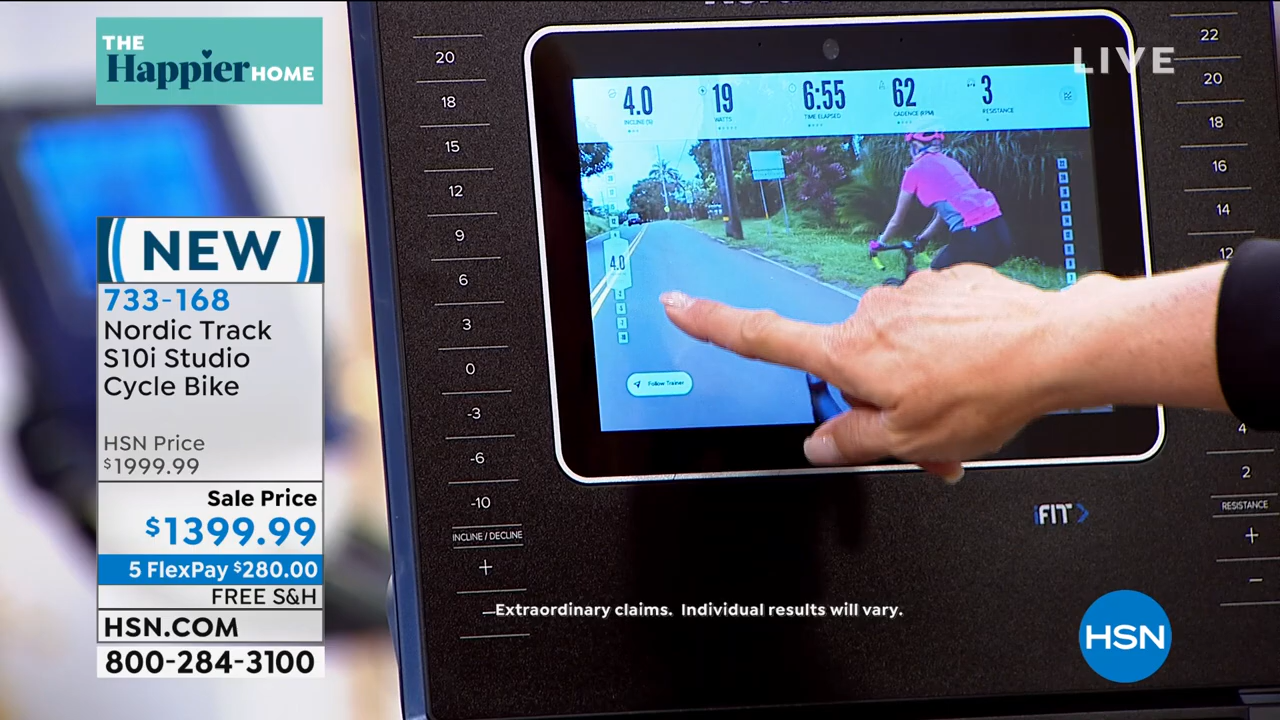 THE
Happier HOME
LIVE
(NEW)
733-168
Nordic Track
S10i Studio
Cycle Bike
HSN Price
$1999.99
Sale Price
$1399.99
5 FlexPay $280.00
FREE S&H
HSN.COM
800-284-3100
20
18
15
12
9
6
3
0
-3
-6
-10
INCLINE / DECLINE
+
4.0
INCLINE (%)
19
WATTS
6:55
TIME ELAPSED
62
CADENCE (RPM)
3
RESISTANCE
4.0
Follow Trainer
22
20
18
16
14
12
4
2
RESISTANCE
+
−
iFIT
Extraordinary claims. Individual results will vary.
HSN